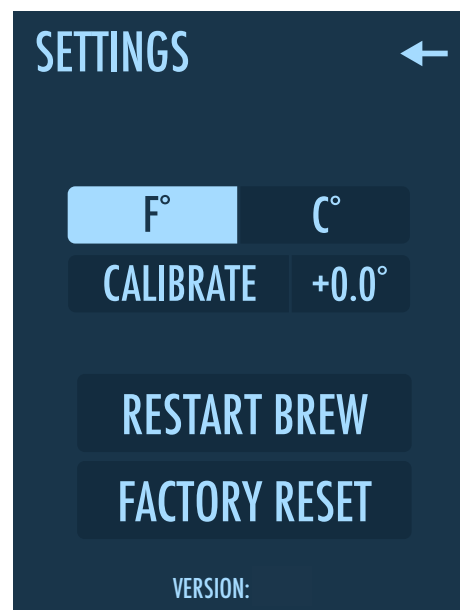 SETTINGS
F° C°
CALIBRATE +0.0°
RESTART BREW
FACTORY RESET
VERSION: